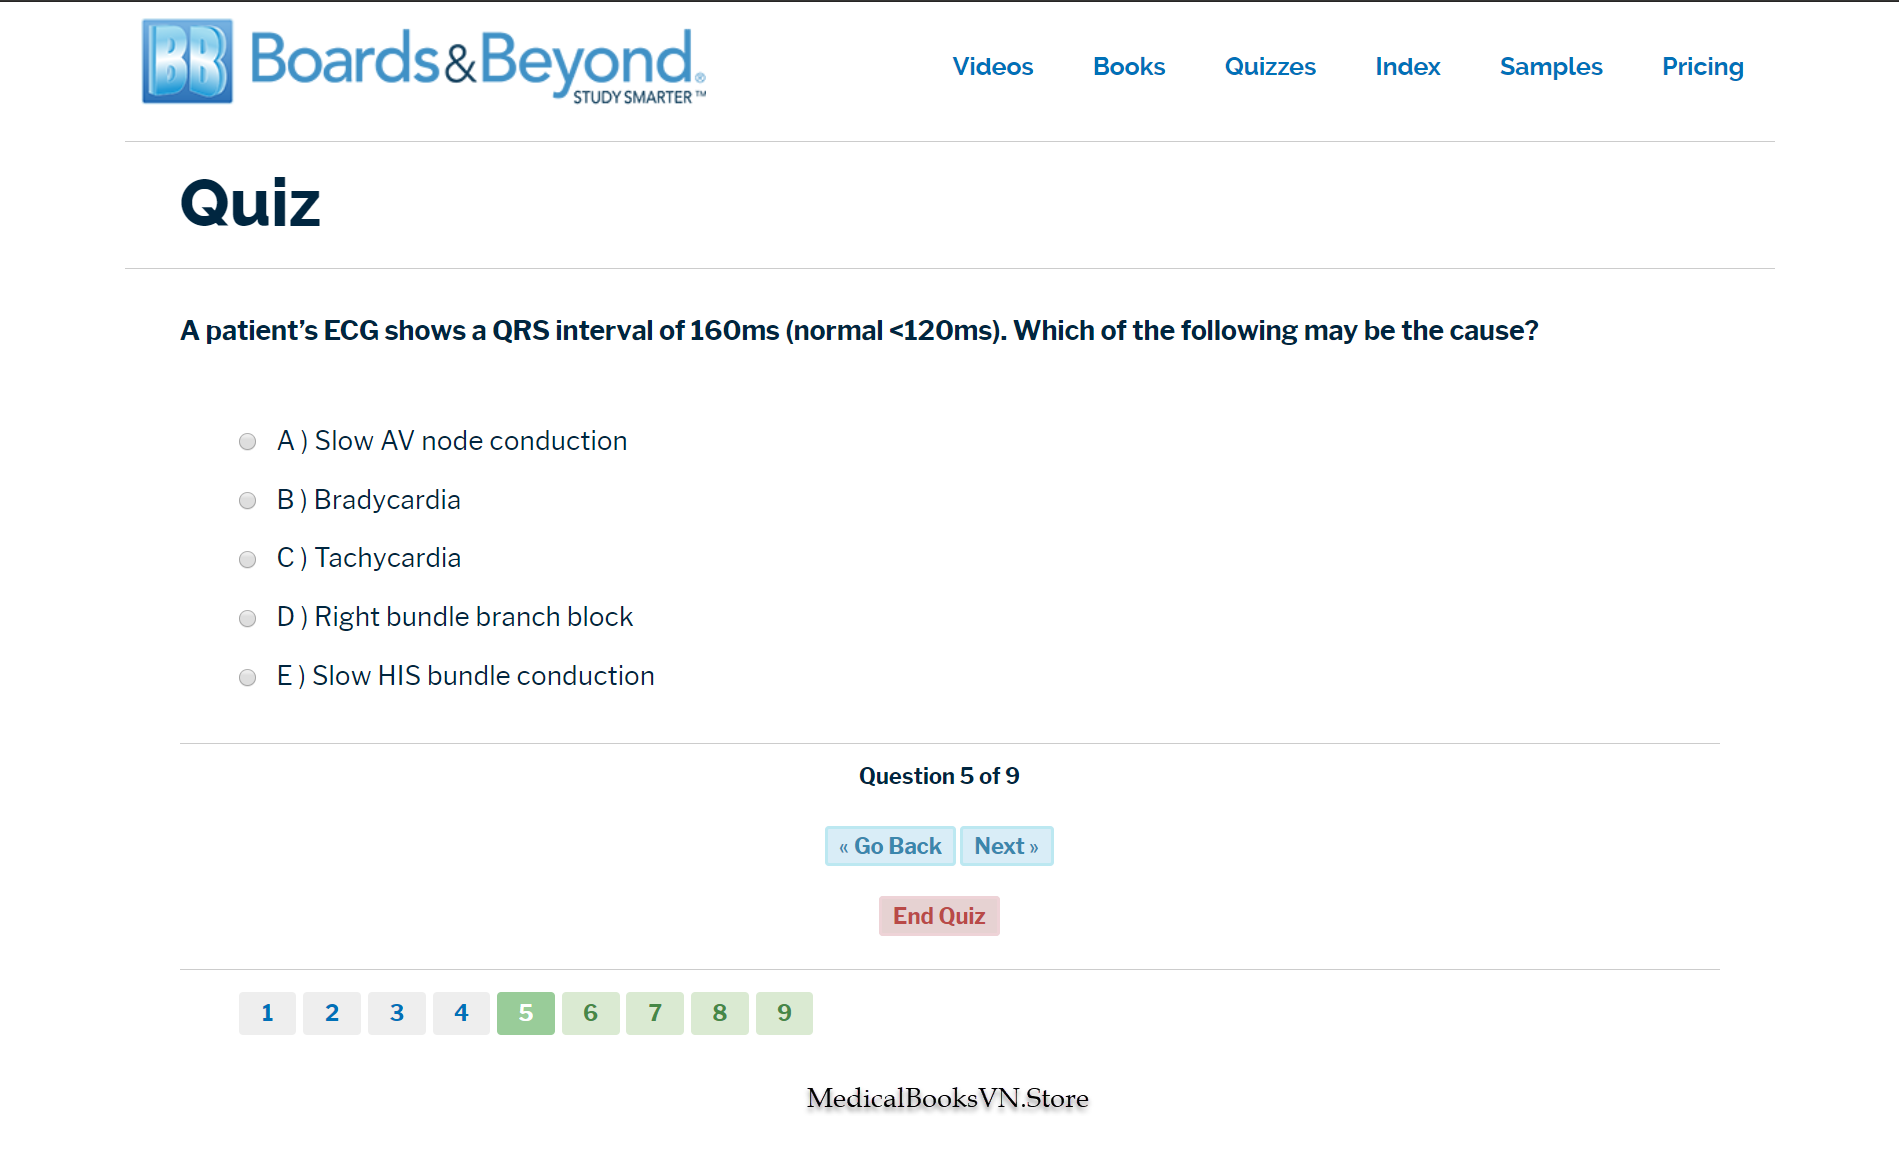 BB Boards&Beyond®
STUDY SMARTER™
Videos Books Quizzes Index Samples Pricing
Quiz
A patient’s ECG shows a QRS interval of 160ms (normal <120ms). Which of the following may be the cause?
A ) Slow AV node conduction
B ) Bradycardia
C ) Tachycardia
D ) Right bundle branch block
E ) Slow HIS bundle conduction
Question 5 of 9
« Go Back Next »
End Quiz
1 2 3 4 5 6 7 8 9
MedicalBooksVN.Store